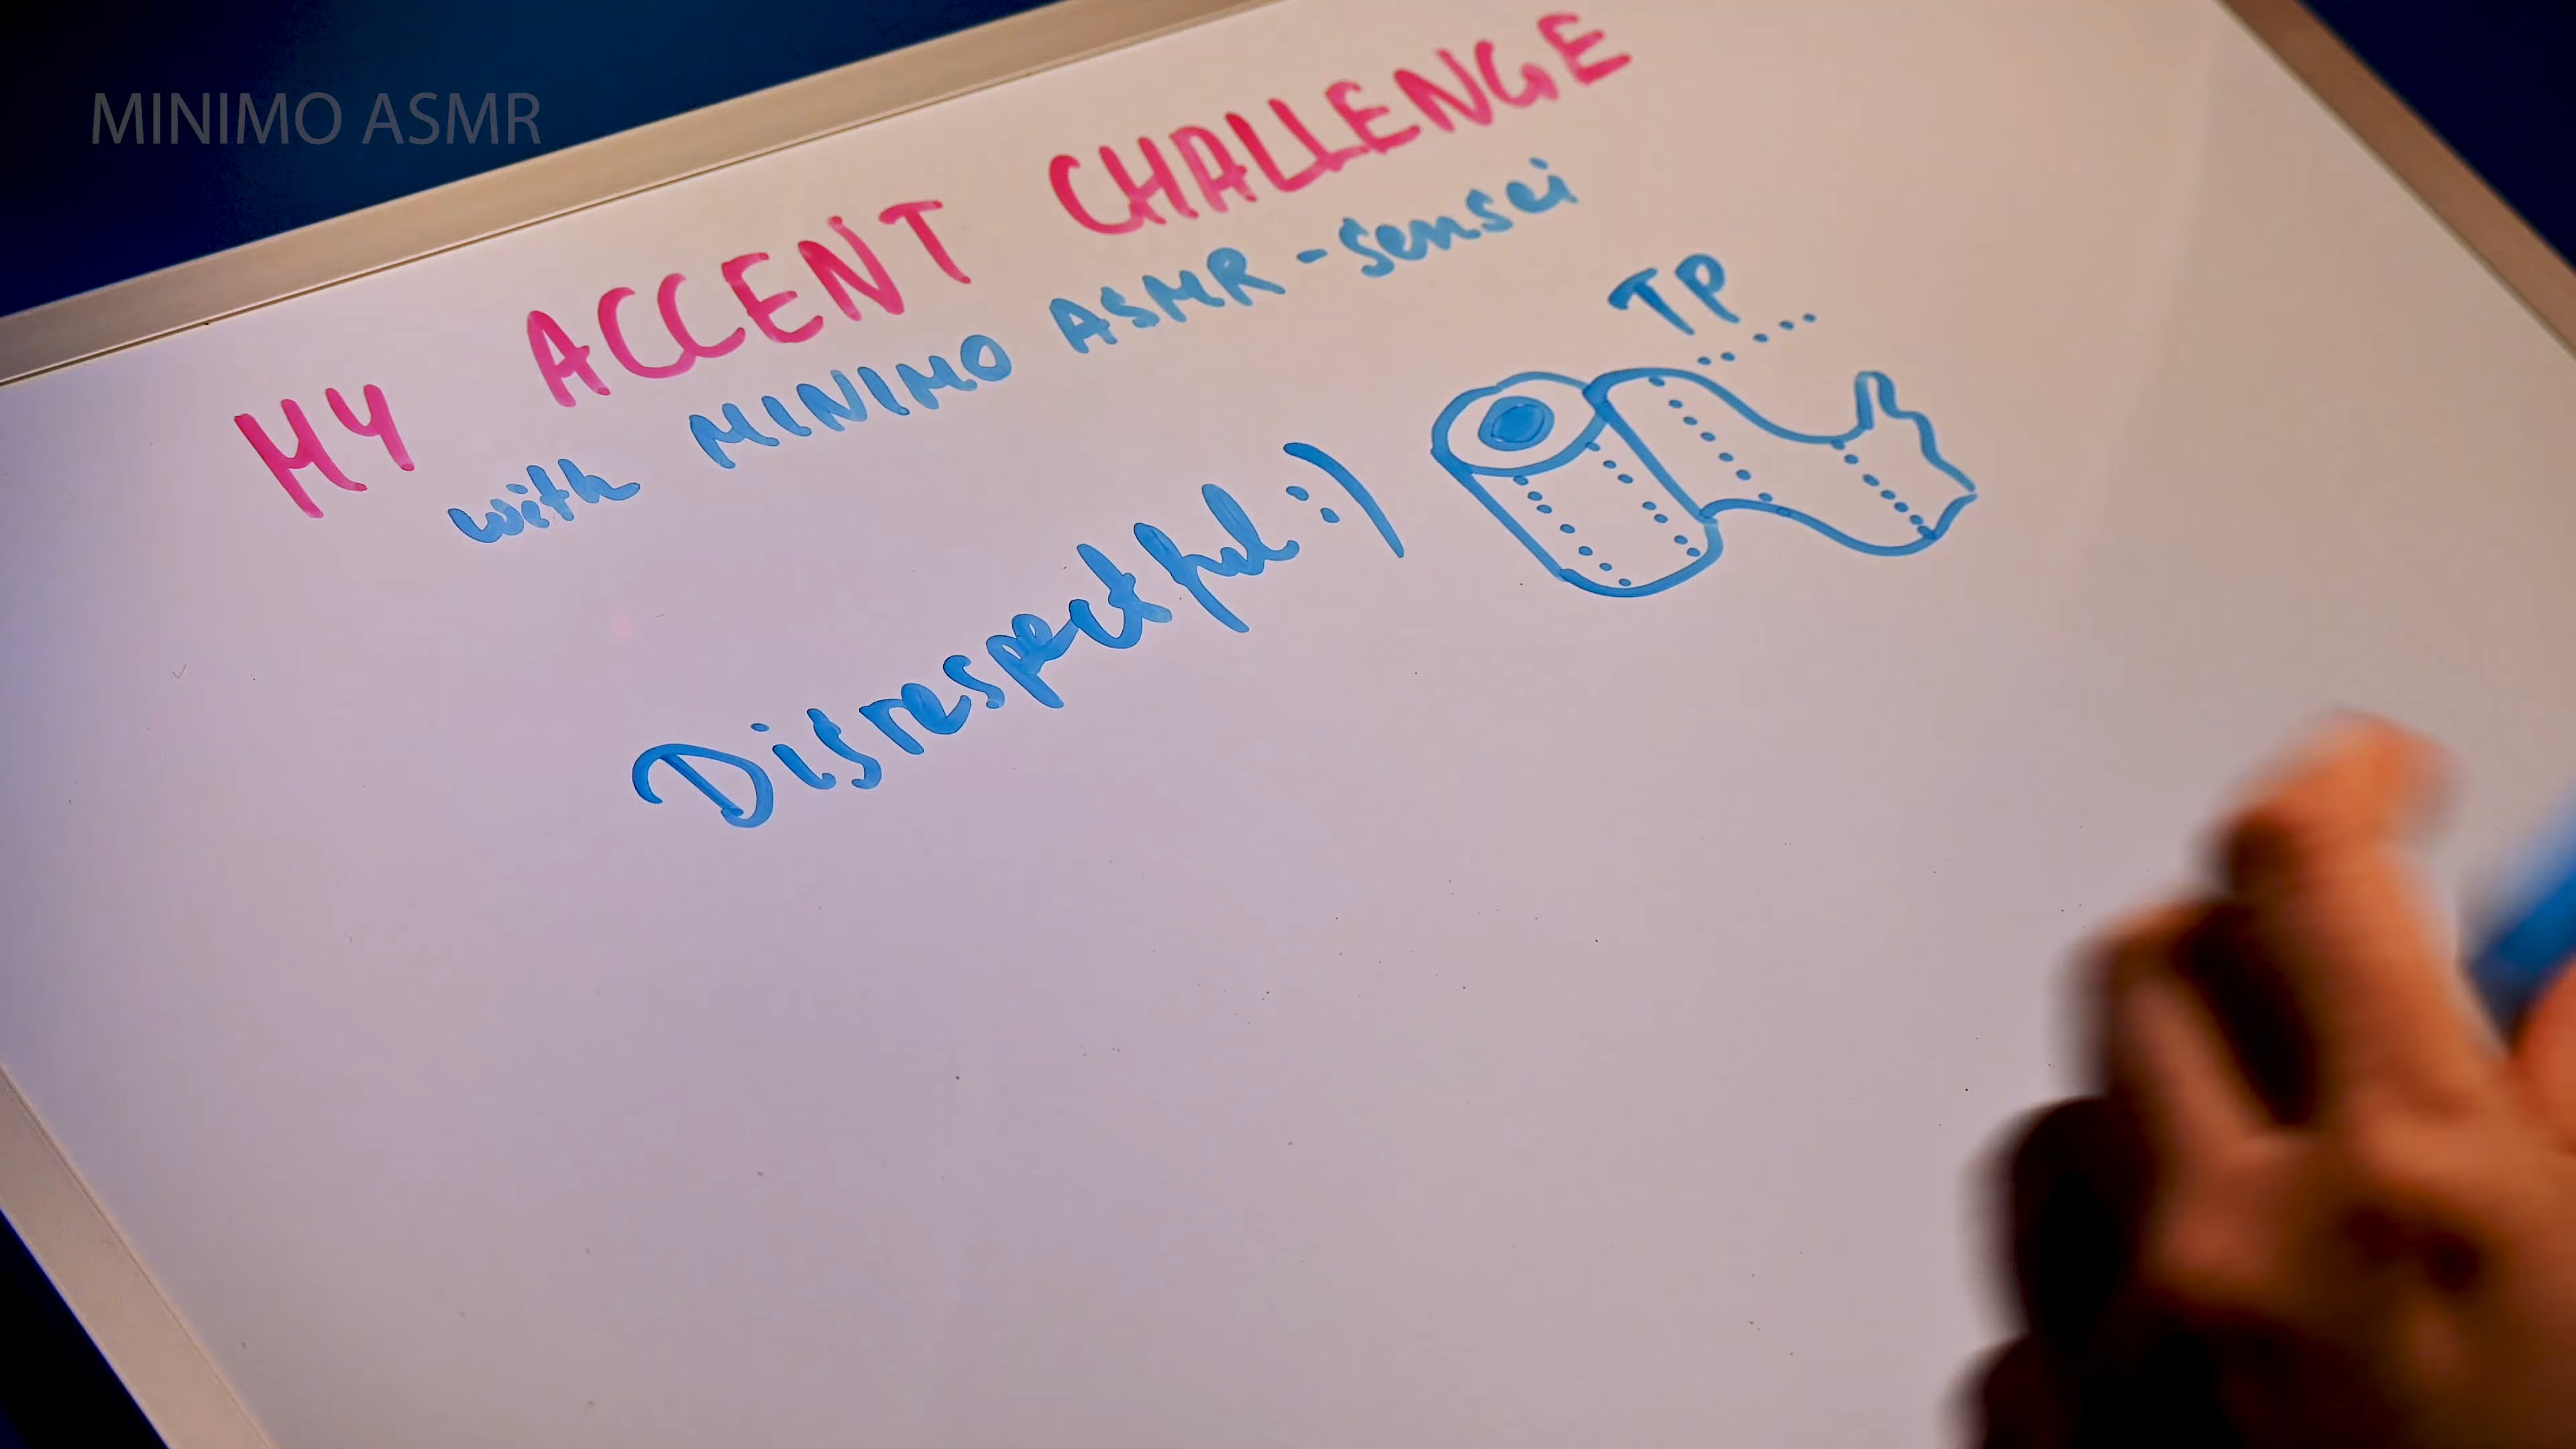 MINIMO ASMR
MY ACCENT CHALLENGE
with MINIMO ASMR-sensei
TP
Disrespectful :)